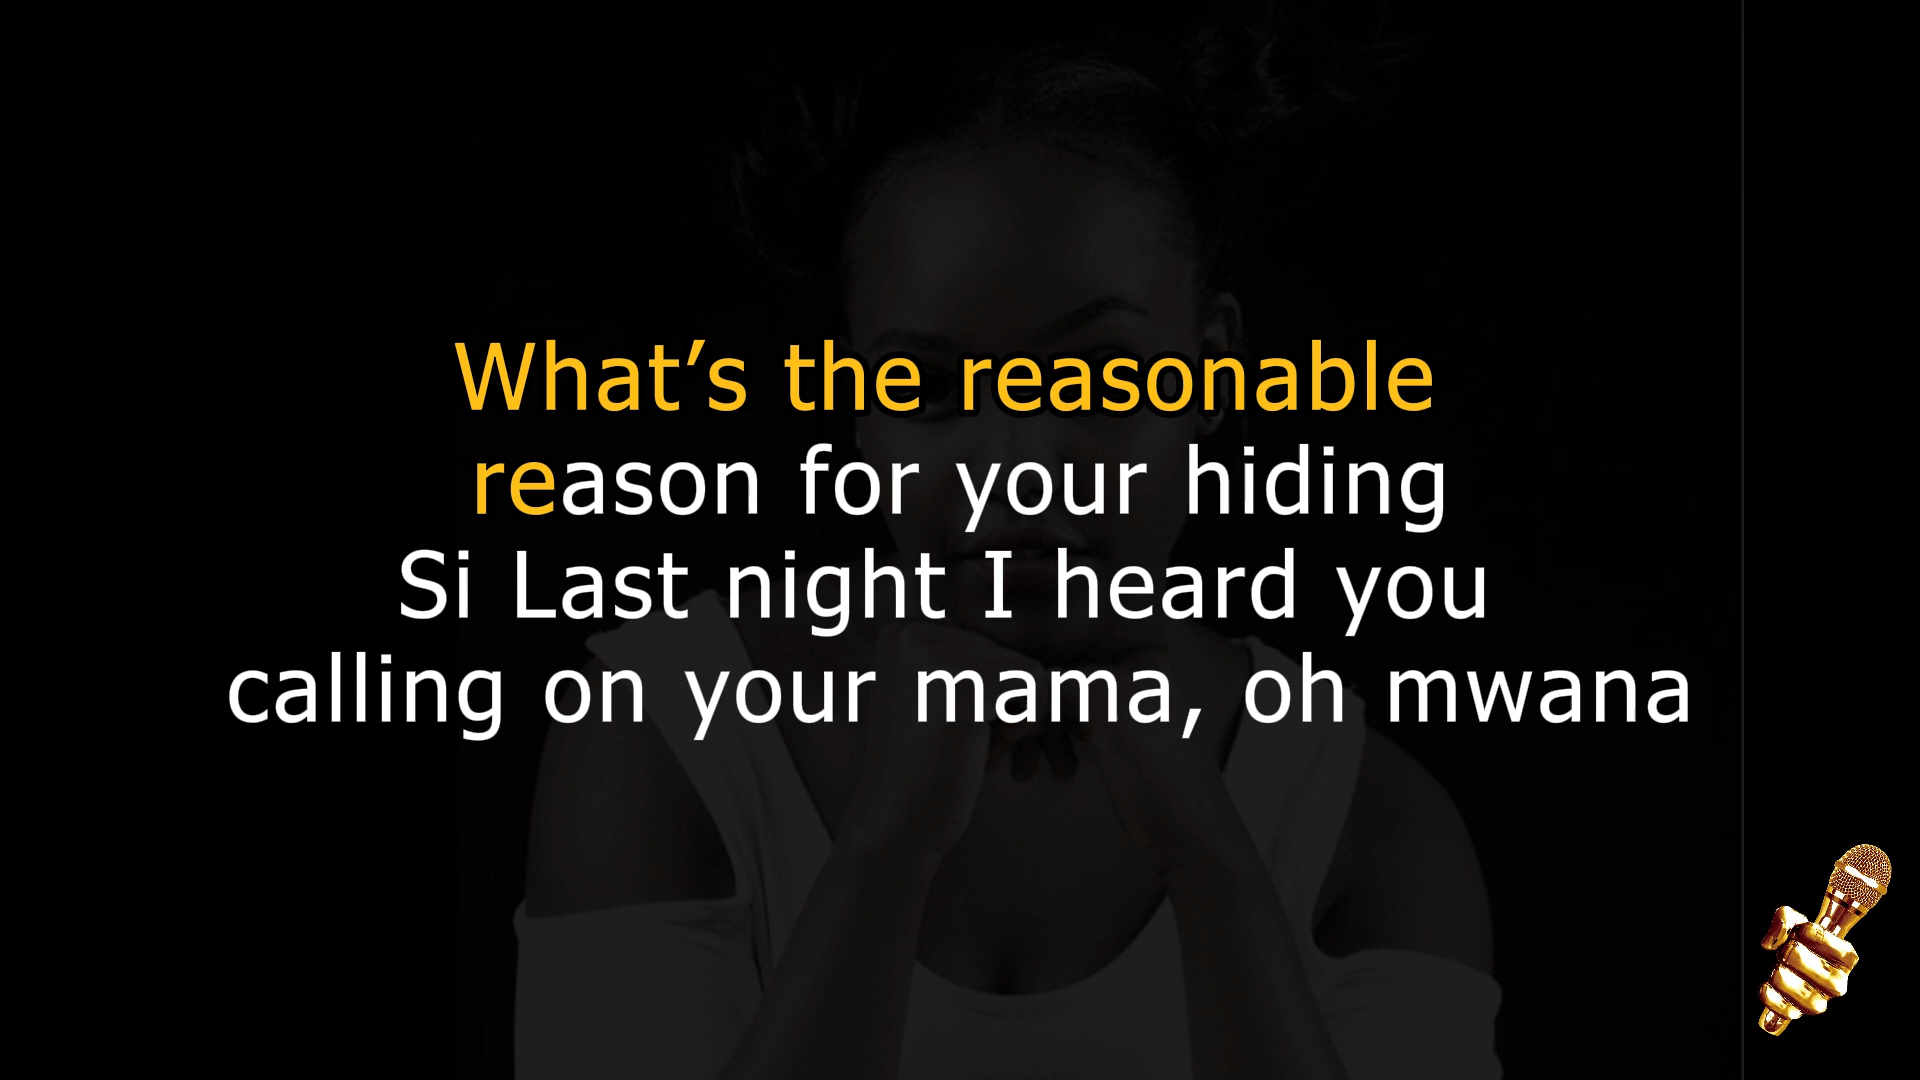 What’s the reasonable
reason for your hiding
Si Last night I heard you
calling on your mama, oh mwana